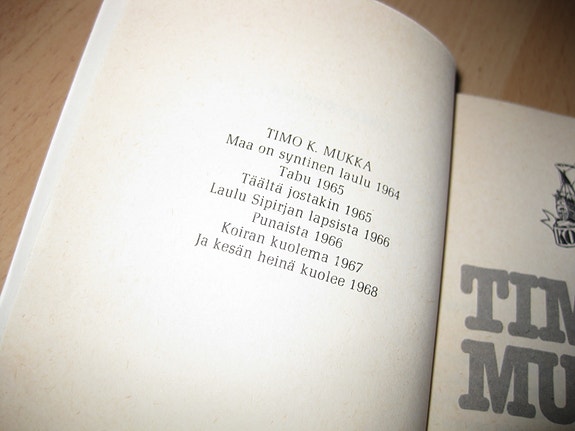 TIMO K. MUKKA
Maa on syntinen laulu 1964
Tabu 1965
Täältä jostakin 1965
Laulu Sipirjan lapsista 1966
Punaista 1966
Koiran kuolema 1967
Ja kesän heinä kuolee 1968
TIM
MU